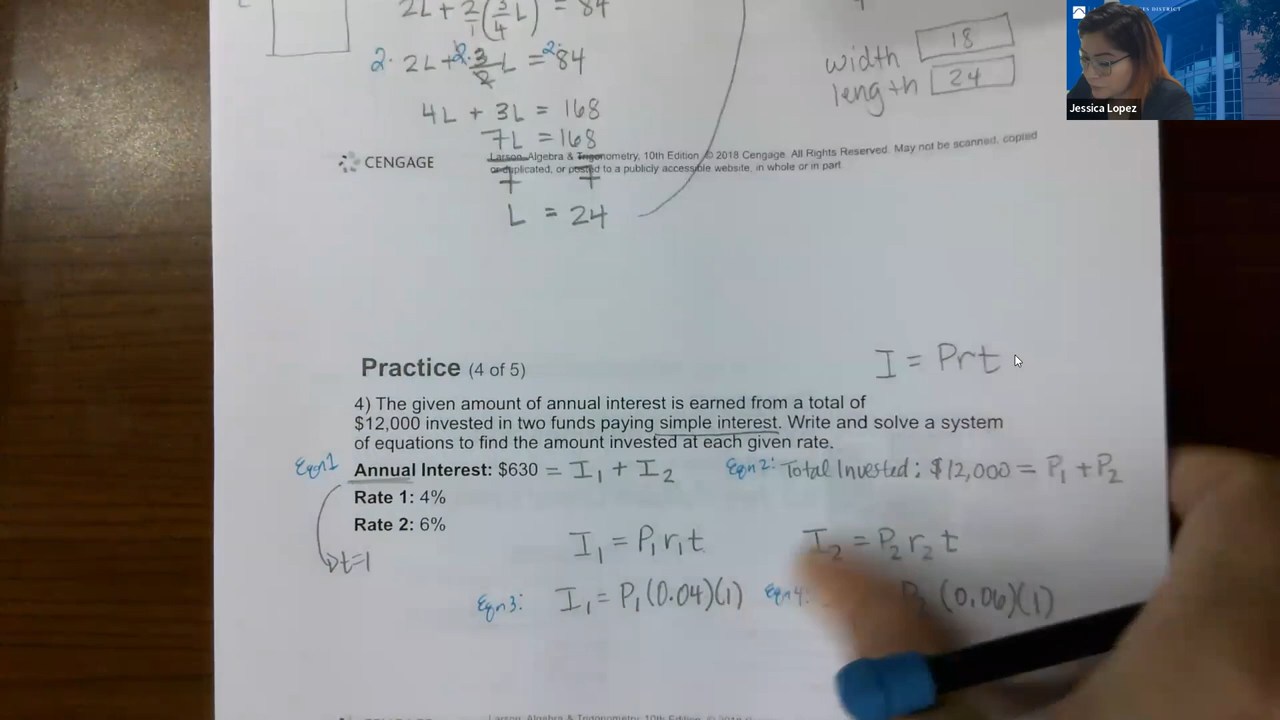 2L + 2/1 (3/4 L) = 84
2· 2L + 2· 3/2 L = 2· 84
4L + 3L = 168
7L = 168
7 7
L = 24
width 18
length 24
CENGAGE
Larson, Algebra & Trigonometry, 10th Edition. © 2018 Cengage. All Rights Reserved. May not be scanned, copied
or duplicated, or posted to a publicly accessible website, in whole or in part.
Jessica Lopez
I = Prt
Practice (4 of 5)
4) The given amount of annual interest is earned from a total of
$12,000 invested in two funds paying simple interest. Write and solve a system
of equations to find the amount invested at each given rate.
Eqn1 Annual Interest: $630 = I₁ + I₂ Eqn2: Total Invested: $12,000 = P₁ + P₂
Rate 1: 4%
Rate 2: 6%
t=1
I₁ = P₁r₁t I₂ = P₂r₂t
Eqn3: I₁ = P₁(0.04)(1) Eqn4: P₂ (0.06)(1)